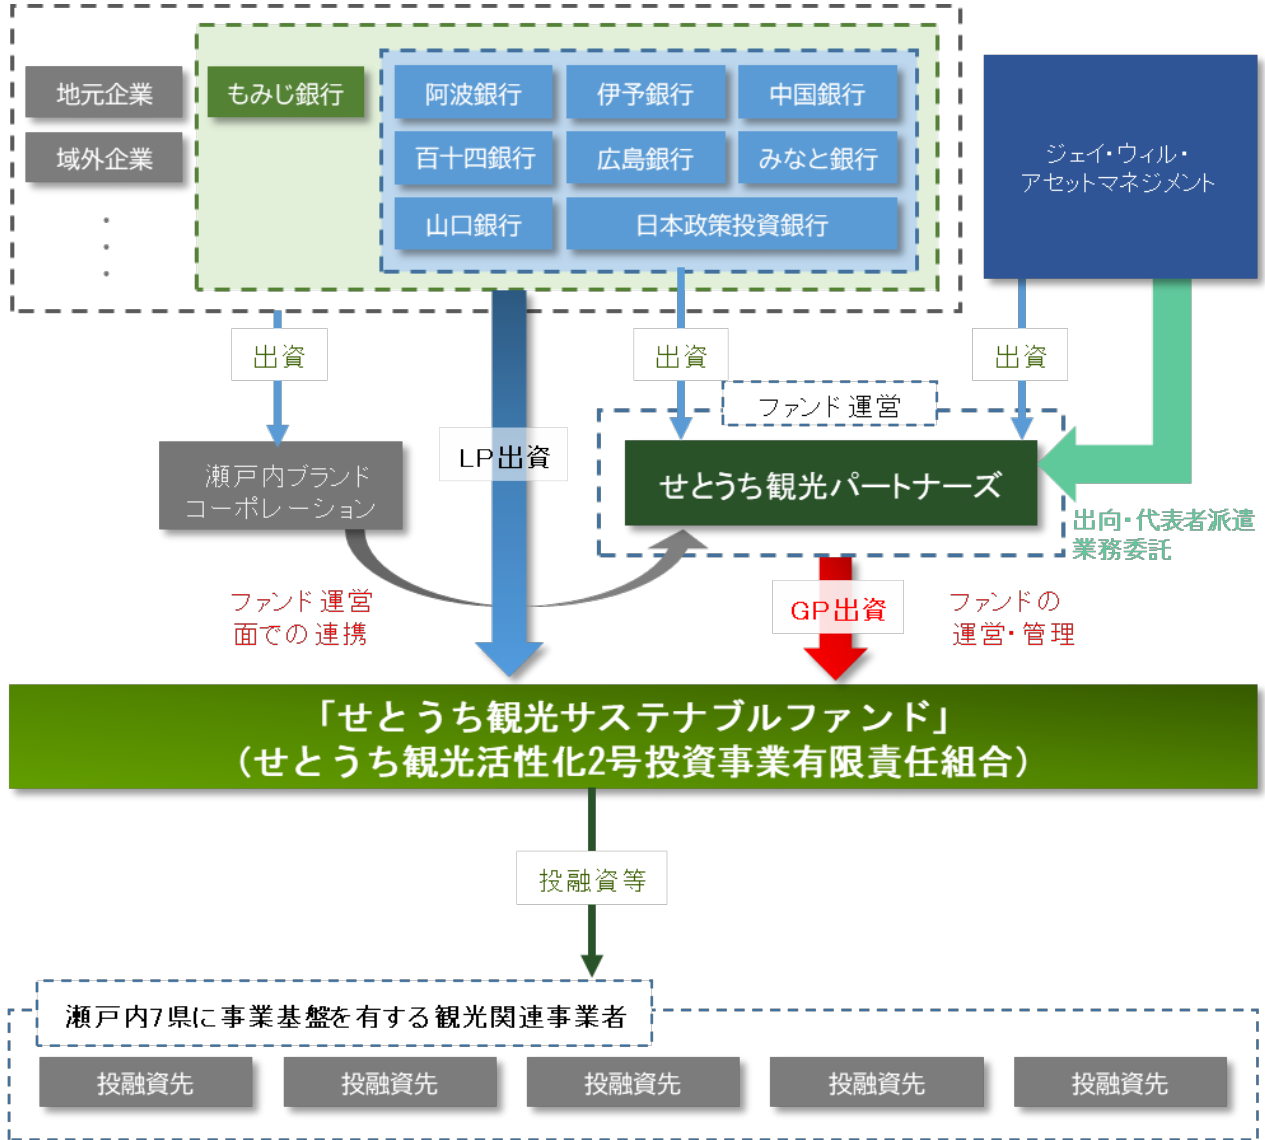 地元企業
もみじ銀行
阿波銀行
伊予銀行
中国銀行
域外企業
百十四銀行
広島銀行
みなと銀行
山口銀行
日本政策投資銀行
ジェイ・ウィル・
アセットマネジメント
出資
出資
出資
ファンド運営
LP出資
瀬戸内ブランド
コーポレーション
せとうち観光パートナーズ
出向・代表者派遣
業務委託
ファンド運営
面での連携
GP出資
ファンドの
運営・管理
「せとうち観光サステナブルファンド」
（せとうち観光活性化2号投資事業有限責任組合）
投融資等
瀬戸内7県に事業基盤を有する観光関連事業者
投融資先
投融資先
投融資先
投融資先
投融資先